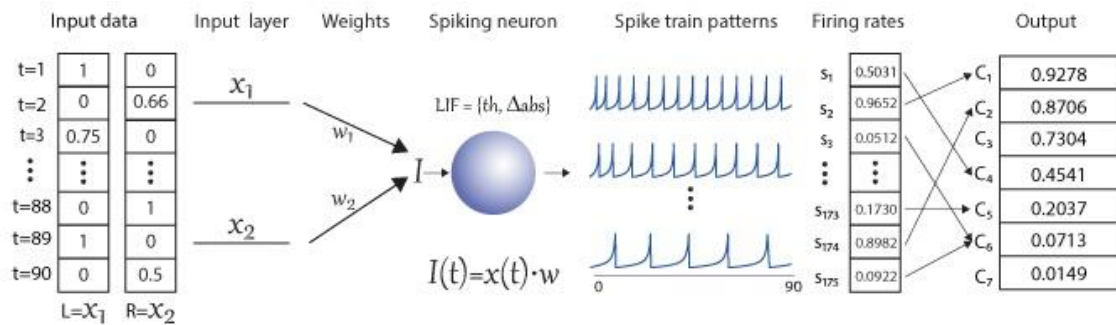 Input data Input layer Weights Spiking neuron Spike train patterns Firing rates Output
t=1 1 0
t=2 0 0.66
t=3 0.75 0
t=88 0 1
t=89 1 0
t=90 0 0.5
L=x₁ R=x₂
x₁
x₂
w₁
w₂
I
LIF = {th, Δabs}
I(t)=x(t)·w
0 90
S₁ 0.5031
S₂ 0.9652
S₃ 0.0512
S₁₇₃ 0.1730
S₁₇₄ 0.8982
S₁₇₅ 0.0922
C₁ 0.9278
C₂ 0.8706
C₃ 0.7304
C₄ 0.4541
C₅ 0.2037
C₆ 0.0713
C₇ 0.0149